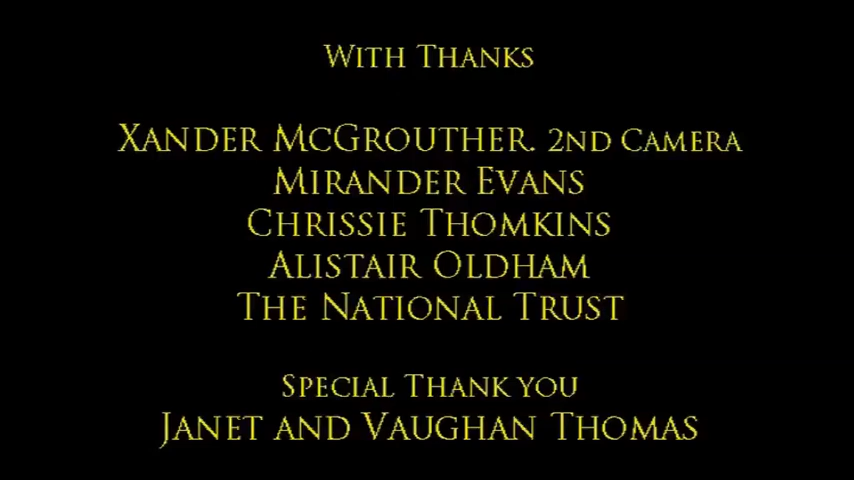 With Thanks
Xander McGrouther. 2nd Camera
Mirander Evans
Chrissie Thomkins
Alistair Oldham
The National Trust
Special Thank you
Janet and Vaughan Thomas